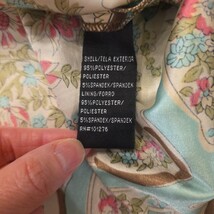 SHELL/TELA EXTERIOR
95%POLYESTER/
POLIESTER
5%SPANDEX/SPANDEX
LINING/FORRO
95%POLYESTER/
POLIESTER
5%SPANDEX/SPANDEX
RN#101276